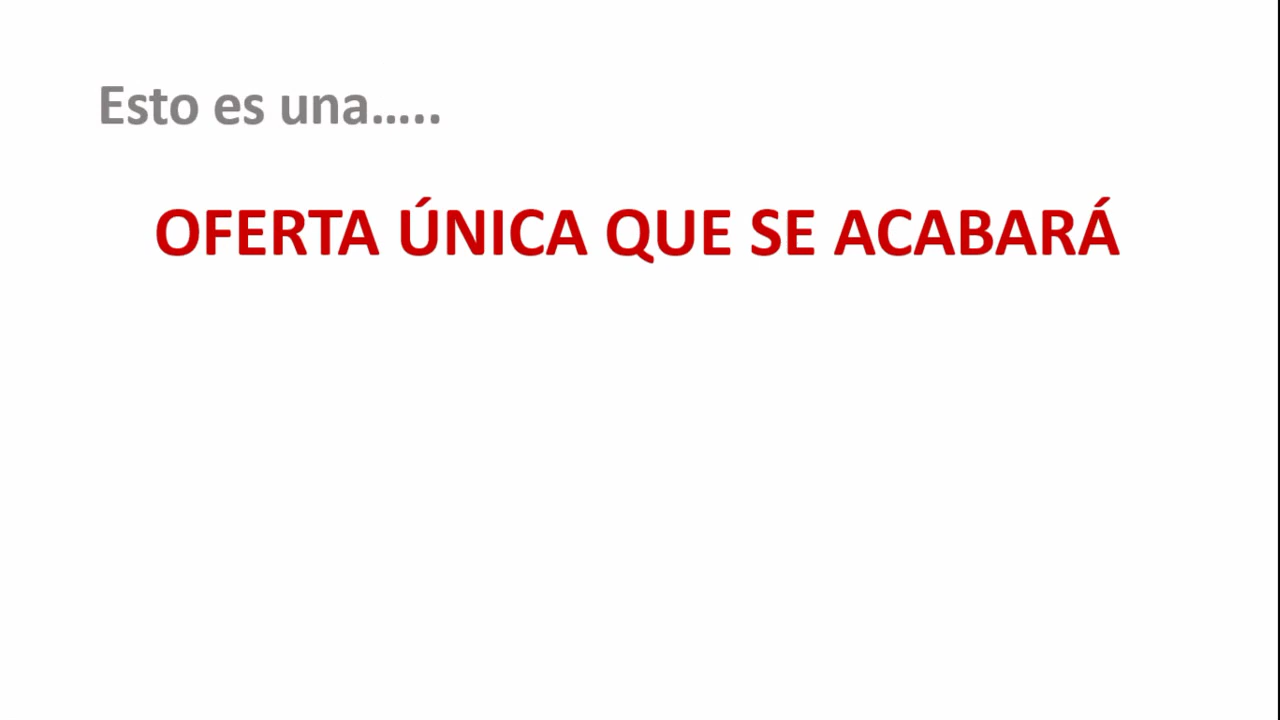 Esto es una.....
OFERTA ÚNICA QUE SE ACABARÁ